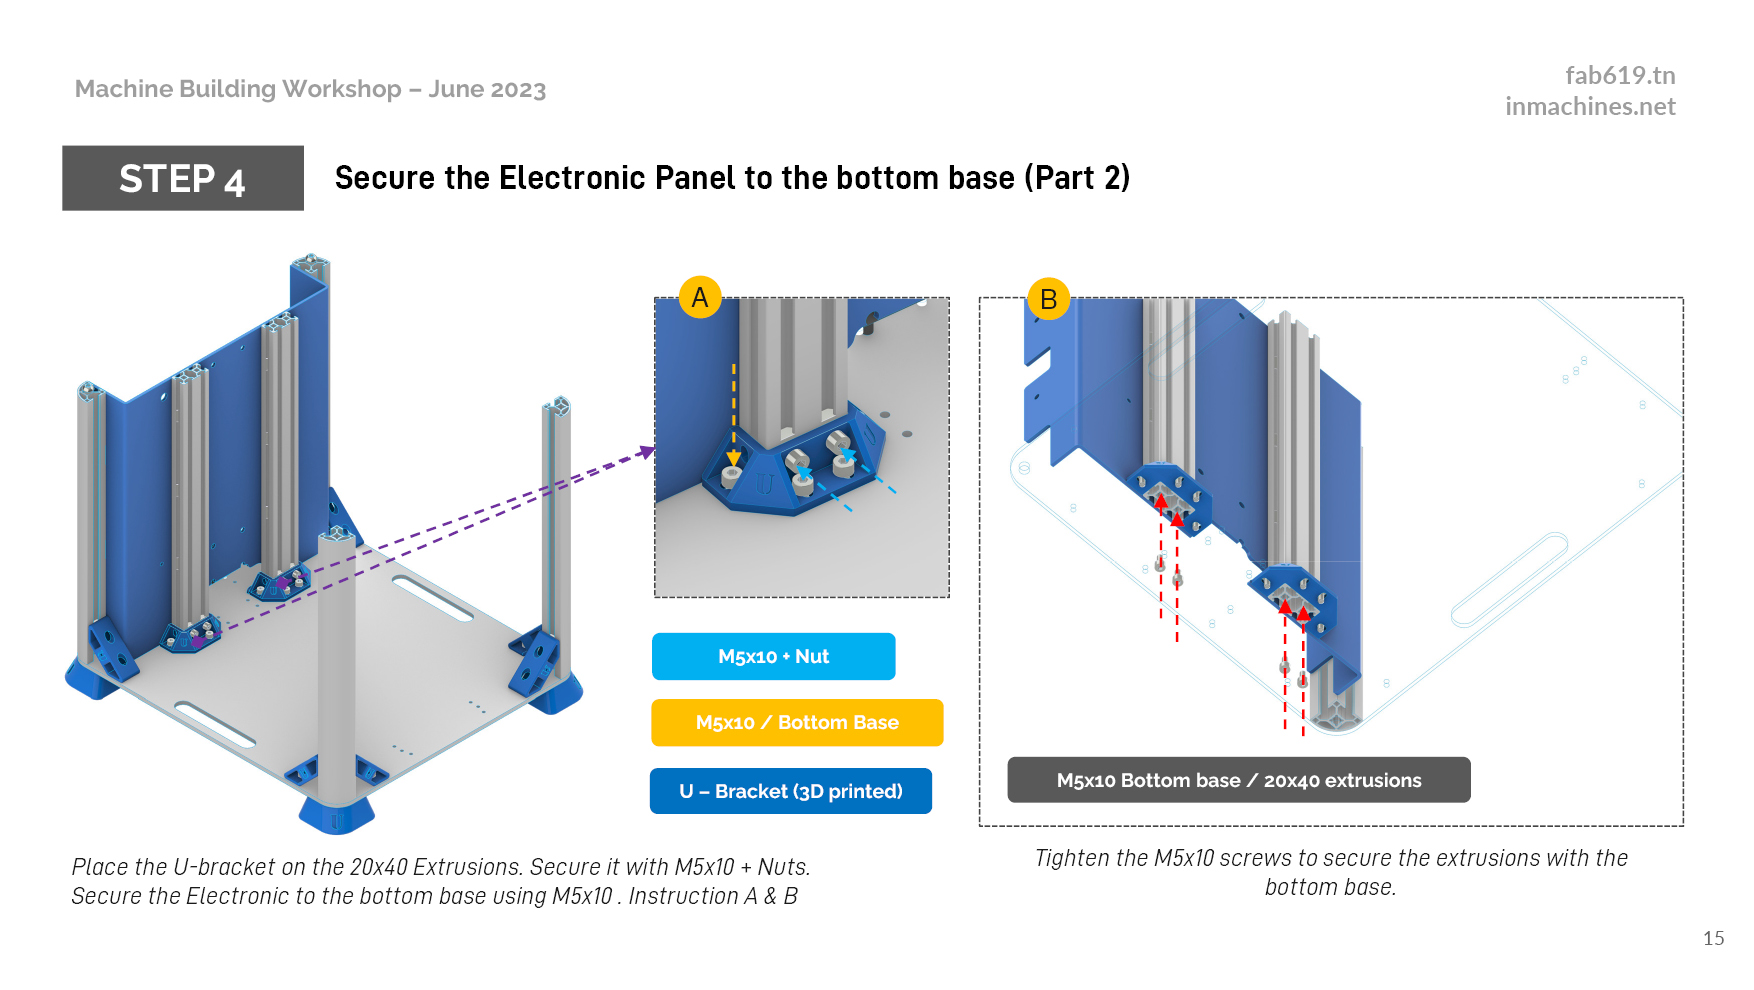 Machine Building Workshop – June 2023
fab619.tn
inmachines.net
STEP 4
Secure the Electronic Panel to the bottom base (Part 2)
A
B
U
M5x10 + Nut
M5x10 / Bottom Base
U – Bracket (3D printed)
M5x10 Bottom base / 20x40 extrusions
Place the U-bracket on the 20x40 Extrusions. Secure it with M5x10 + Nuts.
Secure the Electronic to the bottom base using M5x10 . Instruction A & B
Tighten the M5x10 screws to secure the extrusions with the
bottom base.
15